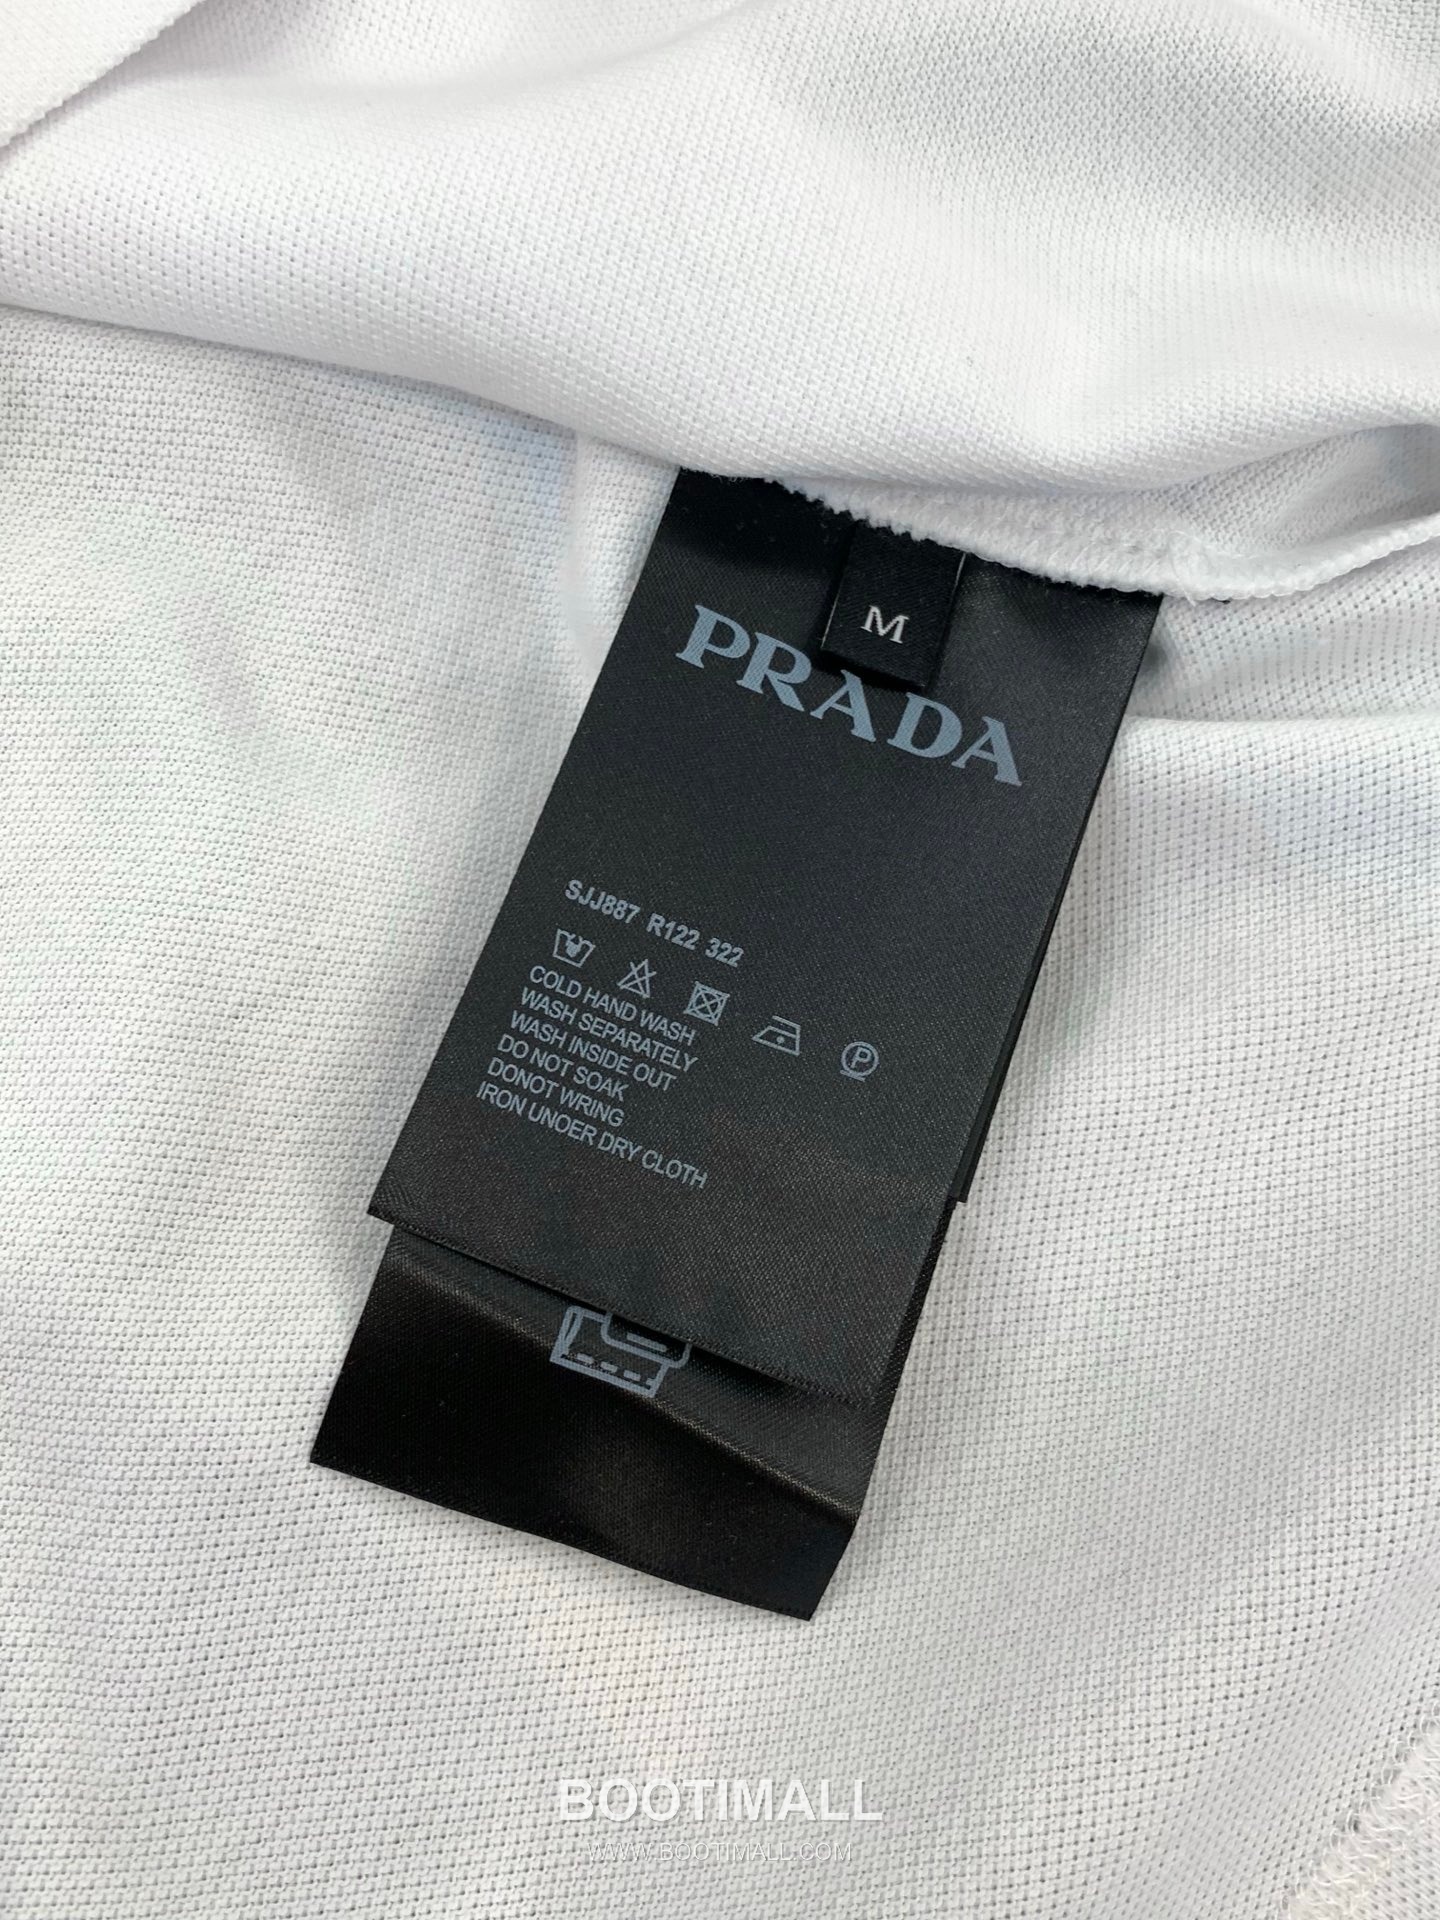 M
PRADA
SJJ887 R122 322
P
COLD HAND WASH
WASH SEPARATELY
WASH INSIDE OUT
DO NOT SOAK
DONOT WRING
IRON UNOER DRY CLOTH
BOOTIMALL
WWW.BOOTIMALL.COM